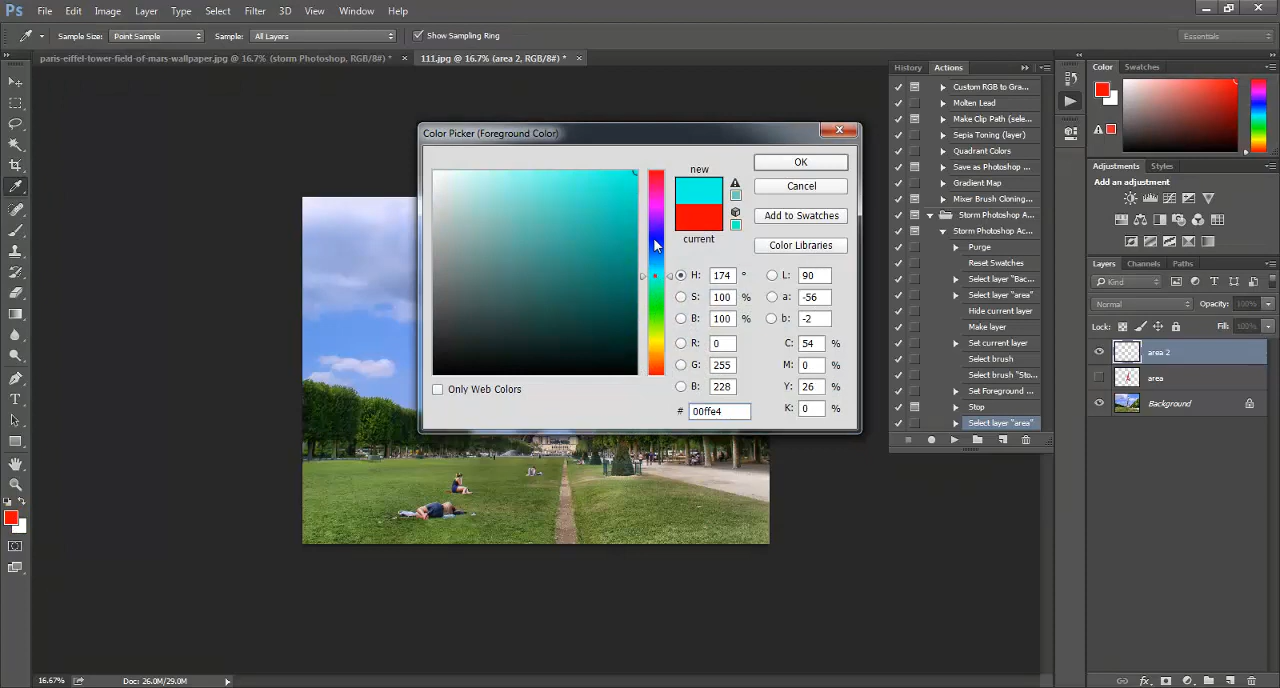 Ps File Edit Image Layer Type Select Filter 3D View Window Help
Sample Size: Point Sample Sample: All Layers Show Sampling Ring Essentials
paris-eiffel-tower-field-of-mars-wallpaper.jpg @ 16.7% (storm Photoshop, RGB/8#) * × 111.jpg @ 16.7% (area 2, RGB/8#) * ×
Color Picker (Foreground Color)
new
current
OK
Cancel
Add to Swatches
Color Libraries
H: 174 ° L: 90
S: 100 % a: -56
B: 100 % b: -2
R: 0 C: 54 %
G: 255 M: 0 %
B: 228 Y: 26 %
# 00ffe4 K: 0 %
Only Web Colors
History Actions
Custom RGB to Gra...
Molten Lead
Make Clip Path (selec...
Sepia Toning (layer)
Quadrant Colors
Save as Photoshop ...
Gradient Map
Mixer Brush Cloning...
Storm Photoshop A...
Storm Photoshop Ac...
Purge
Reset Swatches
Select layer "Bac...
Select layer "area"
Hide current layer
Make layer
Set current layer
Select brush
Select brush "Sto...
Set Foreground ...
Stop
Select layer "area"
Color Swatches
Adjustments Styles
Add an adjustment
Layers Channels Paths
Kind
Normal Opacity: 100%
Lock: Fill: 100%
area 2
area
Background
16.67% Doc: 26.0M/29.0M